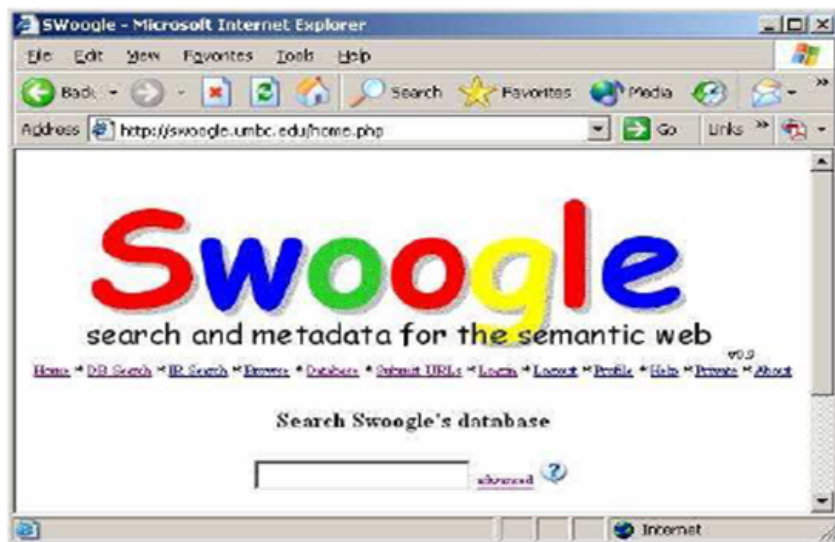 SWoogle - Microsoft Internet Explorer
File Edit View Favorites Tools Help
Back Search Favorites Media
Address http://swoogle.umbc.edu/home.php Go Links
Swoogle
search and metadata for the semantic web
v0.9
Home * DB Search * IR Search * Browse * Database * Submit URLs * Login * Logout * Profile * Help * Private * About
Search Swoogle's database
advanced
Internet